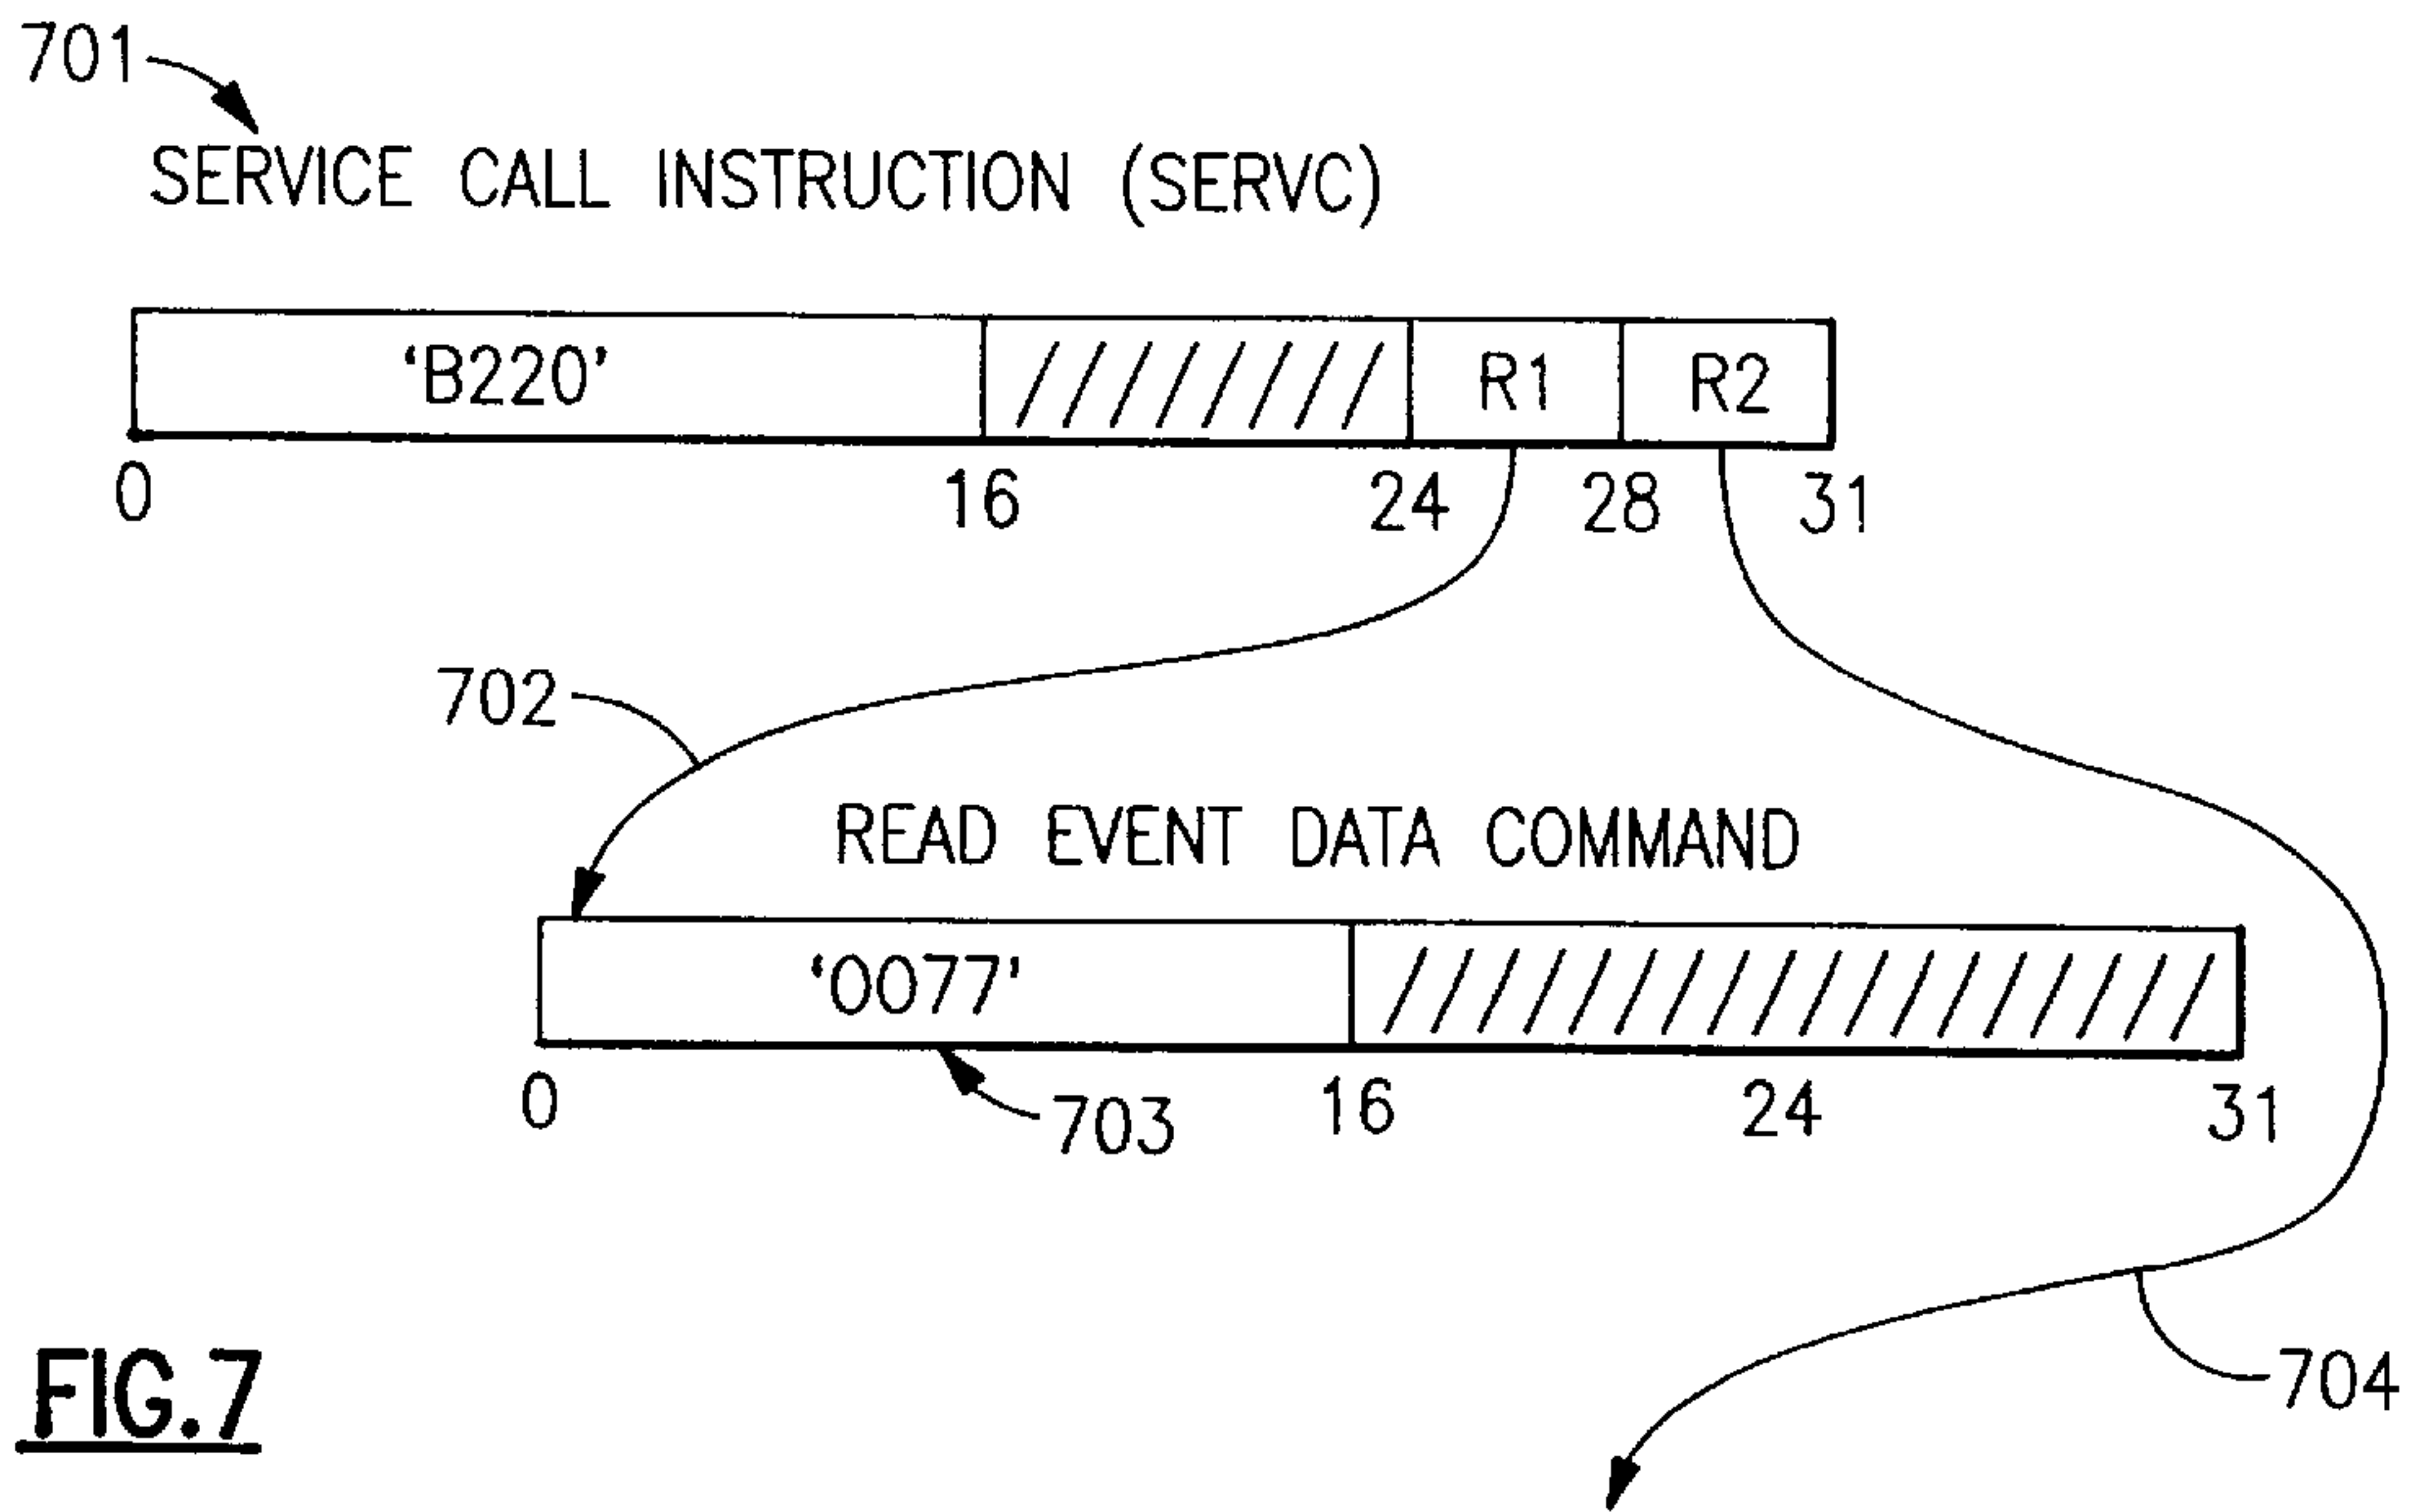 701
SERVICE CALL INSTRUCTION (SERVC)
‘B220’ R1 R2
0 16 24 28 31
702
READ EVENT DATA COMMAND
‘0077’
0 16 24 31
703
704
FIG.7